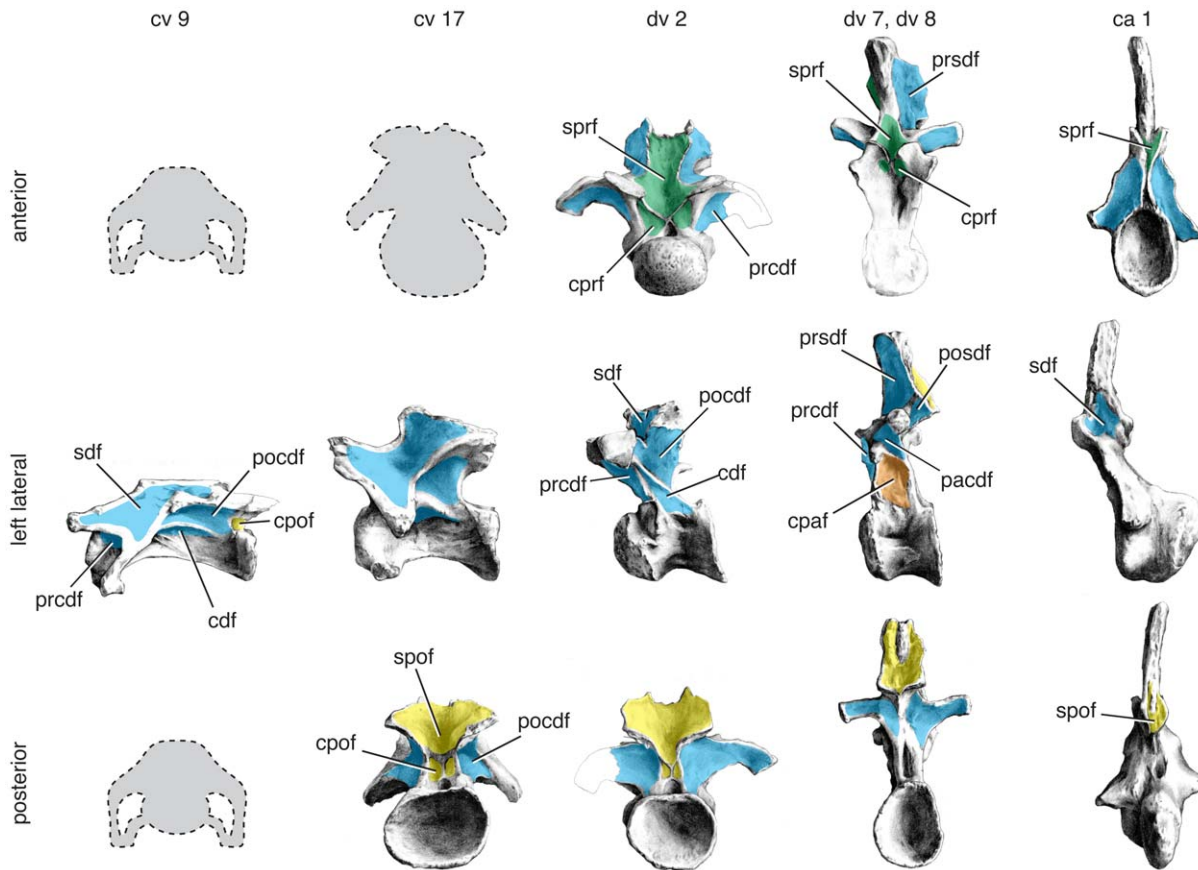 cv 9
cv 17
dv 2
dv 7, dv 8
ca 1
anterior
sprf
cprf
prcdf
sprf
prsdf
cprf
sprf
left lateral
sdf
pocdf
cpof
prcdf
cdf
sdf
pocdf
prcdf
cdf
prsdf
posdf
prcdf
pacdf
cpaf
sdf
posterior
spof
cpof
pocdf
spof